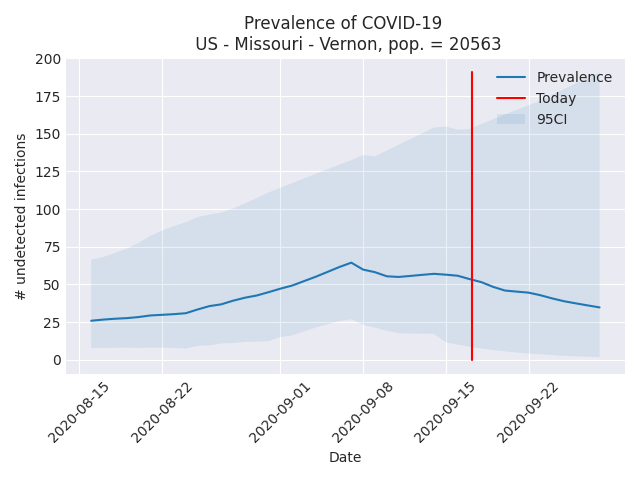 Prevalence of COVID-19
US - Missouri - Vernon, pop. = 20563
200
175
150
125
100
75
50
25
0
# undetected infections
Prevalence
Today
95CI
2020-08-15
2020-08-22
2020-09-01
2020-09-08
2020-09-15
2020-09-22
Date